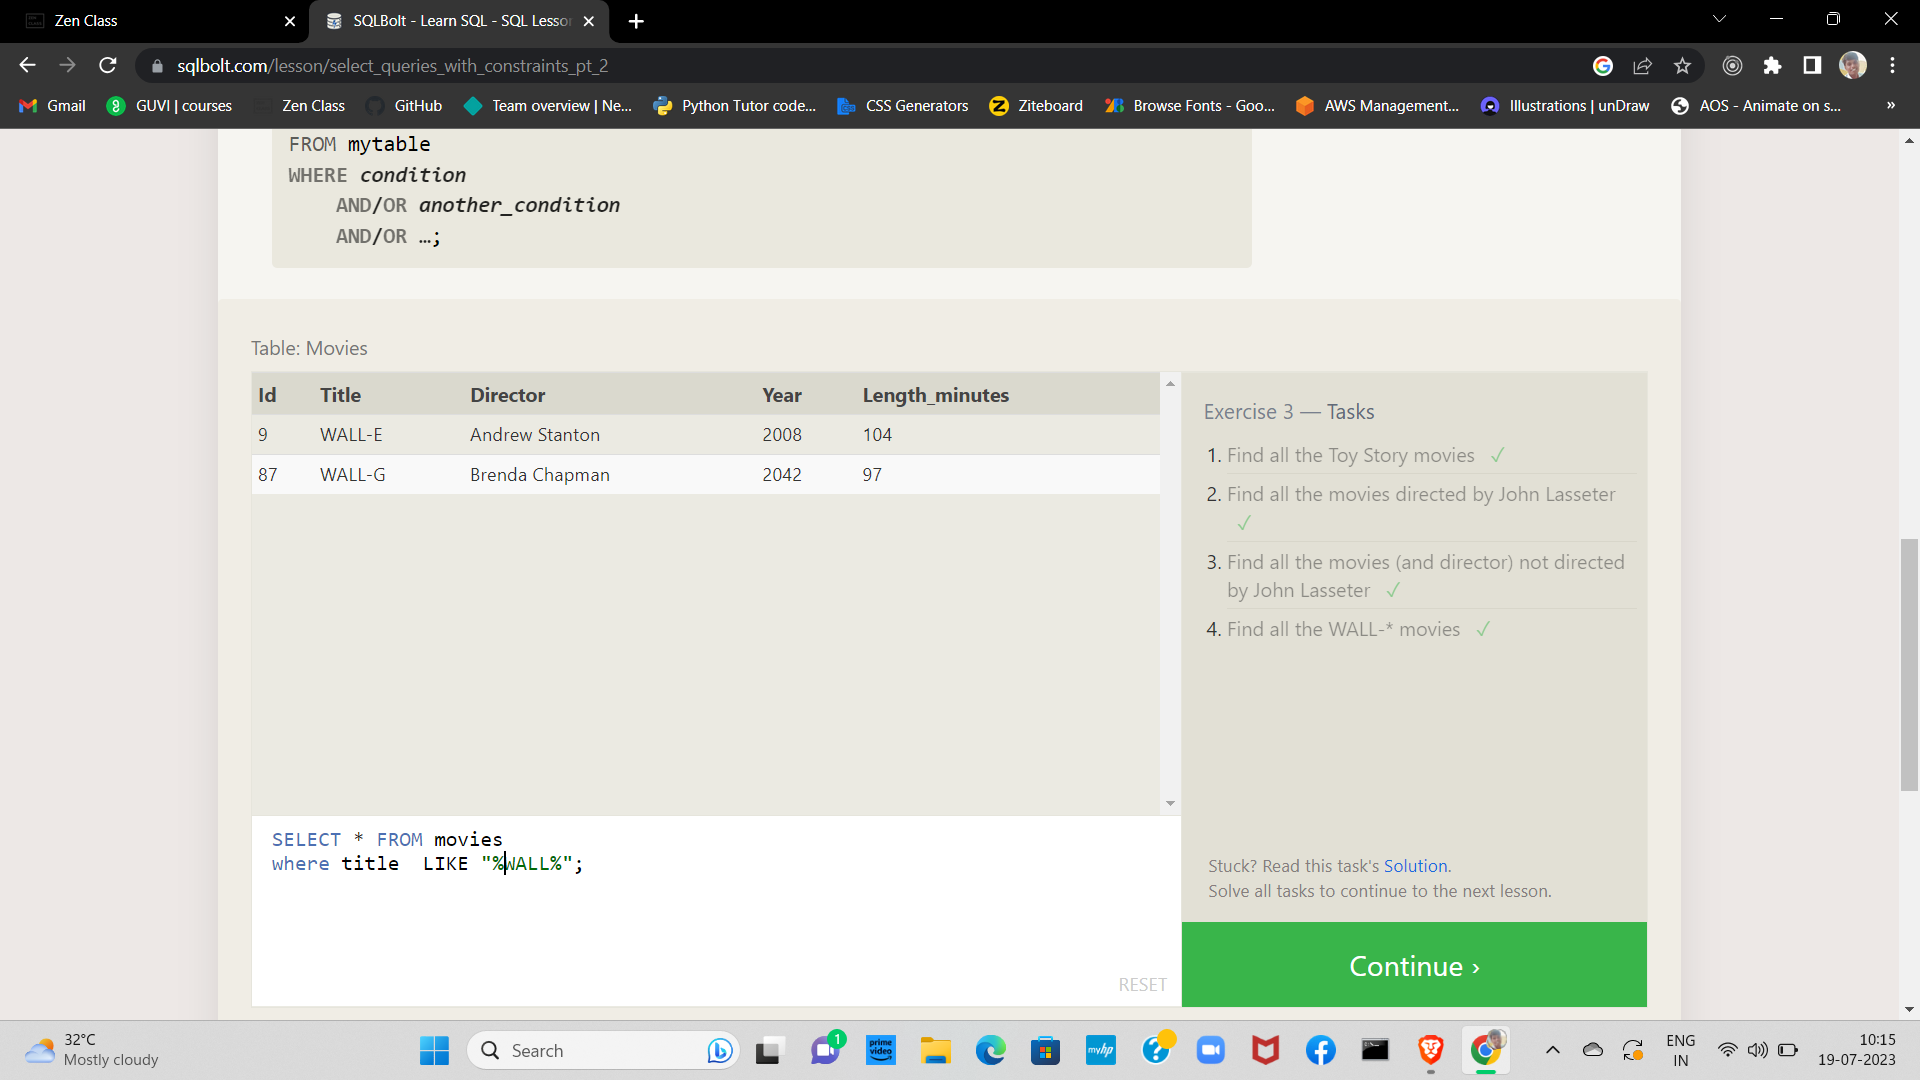 Zen Class
SQLBolt - Learn SQL - SQL Lesson
sqlbolt.com/lesson/select_queries_with_constraints_pt_2
Gmail GUVI | courses Zen Class GitHub Team overview | Ne... Python Tutor code... CSS Generators Ziteboard Browse Fonts - Goo... AWS Management... Illustrations | unDraw AOS - Animate on s... »
FROM mytable
WHERE condition
AND/OR another_condition
AND/OR …;
Table: Movies
Id Title Director Year Length_minutes
9 WALL-E Andrew Stanton 2008 104
87 WALL-G Brenda Chapman 2042 97
Exercise 3 — Tasks
1. Find all the Toy Story movies ✓
2. Find all the movies directed by John Lasseter
✓
3. Find all the movies (and director) not directed
by John Lasseter ✓
4. Find all the WALL-* movies ✓
SELECT * FROM movies
where title  LIKE "%WALL%";
RESET
Stuck? Read this task's Solution.
Solve all tasks to continue to the next lesson.
Continue ›
32°C
Mostly cloudy
Search
1
prime
video
myhp
ENG
IN
10:15
19-07-2023